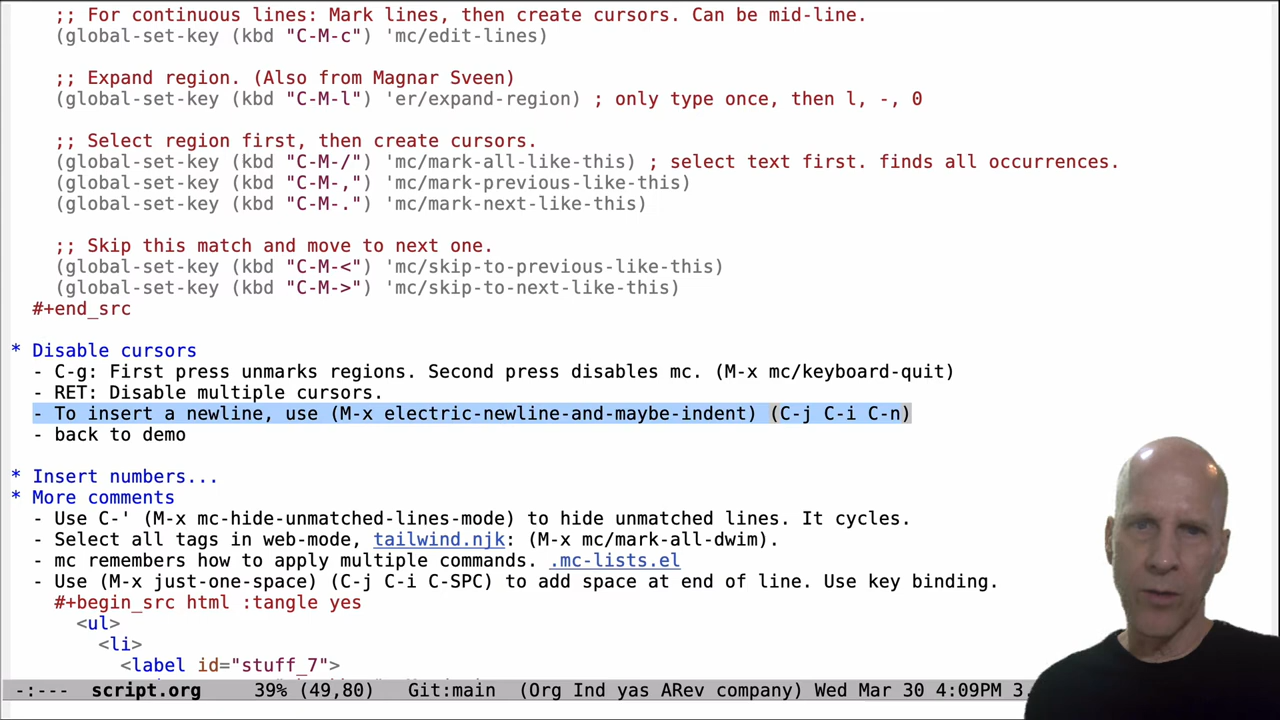 ;; For continuous lines: Mark lines, then create cursors. Can be mid-line.
(global-set-key (kbd "C-M-c") 'mc/edit-lines)
;; Expand region. (Also from Magnar Sveen)
(global-set-key (kbd "C-M-l") 'er/expand-region) ; only type once, then l, -, 0
;; Select region first, then create cursors.
(global-set-key (kbd "C-M-/") 'mc/mark-all-like-this) ; select text first. finds all occurrences.
(global-set-key (kbd "C-M-,") 'mc/mark-previous-like-this)
(global-set-key (kbd "C-M-.") 'mc/mark-next-like-this)
;; Skip this match and move to next one.
(global-set-key (kbd "C-M-<") 'mc/skip-to-previous-like-this)
(global-set-key (kbd "C-M->") 'mc/skip-to-next-like-this)
#+end_src
* Disable cursors
- C-g: First press unmarks regions. Second press disables mc. (M-x mc/keyboard-quit)
- RET: Disable multiple cursors.
- To insert a newline, use (M-x electric-newline-and-maybe-indent) (C-j C-i C-n)
- back to demo
* Insert numbers...
* More comments
- Use C-' (M-x mc-hide-unmatched-lines-mode) to hide unmatched lines. It cycles.
- Select all tags in web-mode, tailwind.njk: (M-x mc/mark-all-dwim).
- mc remembers how to apply multiple commands. .mc-lists.el
- Use (M-x just-one-space) (C-j C-i C-SPC) to add space at end of line. Use key binding.
#+begin_src html :tangle yes
<ul>
<li>
<label id="stuff_7">
-:--- script.org 39% (49,80) Git:main (Org Ind yas ARev company) Wed Mar 30 4:09PM 3.